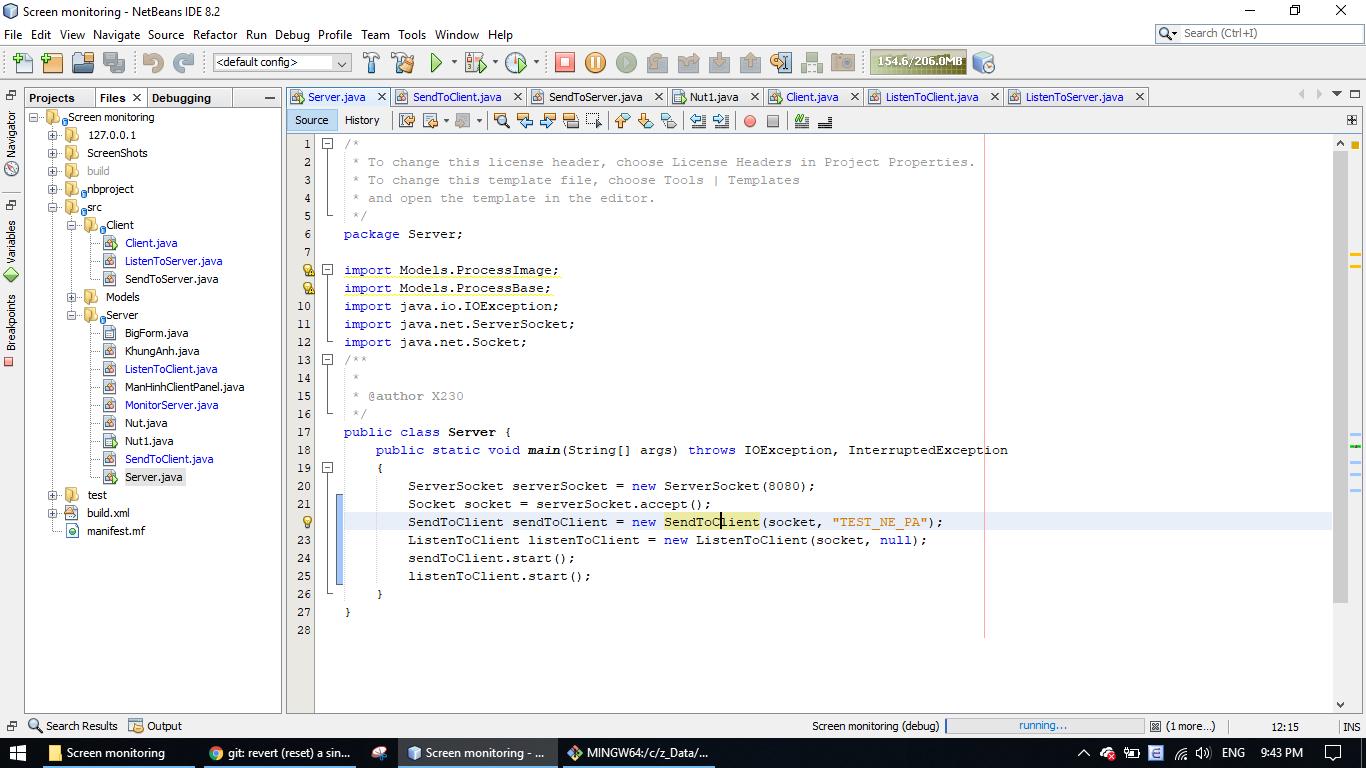 Screen monitoring - NetBeans IDE 8.2
File Edit View Navigate Source Refactor Run Debug Profile Team Tools Window Help
Search (Ctrl+I)
<default config>
154.6/206.0MB
Projects Files Debugging
Server.java SendToClient.java SendToServer.java Nut1.java Client.java ListenToClient.java ListenToServer.java
Source History
Navigator
Variables
Breakpoints
Screen monitoring
127.0.0.1
ScreenShots
build
nbproject
src
Client
Client.java
ListenToServer.java
SendToServer.java
Models
Server
BigForm.java
KhungAnh.java
ListenToClient.java
ManHinhClientPanel.java
MonitorServer.java
Nut.java
Nut1.java
SendToClient.java
Server.java
test
build.xml
manifest.mf
1 /*
2 * To change this license header, choose License Headers in Project Properties.
3 * To change this template file, choose Tools | Templates
4 * and open the template in the editor.
5 */
6 package Server;
7
import Models.ProcessImage;
import Models.ProcessBase;
10 import java.io.IOException;
11 import java.net.ServerSocket;
12 import java.net.Socket;
13 /**
14 *
15 * @author X230
16 */
17 public class Server {
18 public static void main(String[] args) throws IOException, InterruptedException
19 {
20 ServerSocket serverSocket = new ServerSocket(8080);
21 Socket socket = serverSocket.accept();
SendToClient sendToClient = new SendToClient(socket, "TEST_NE_PA");
23 ListenToClient listenToClient = new ListenToClient(socket, null);
24 sendToClient.start();
25 listenToClient.start();
26 }
27 }
28
Search Results Output
Screen monitoring (debug) running... (1 more...) 12:15 INS
Screen monitoring git: revert (reset) a sin... Screen monitoring - ... MINGW64:/c/z_Data/... ENG 9:43 PM